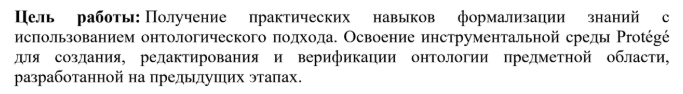 Цель работы: Получение практических навыков формализации знаний с
использованием онтологического подхода. Освоение инструментальной среды Protégé
для создания, редактирования и верификации онтологии предметной области,
разработанной на предыдущих этапах.